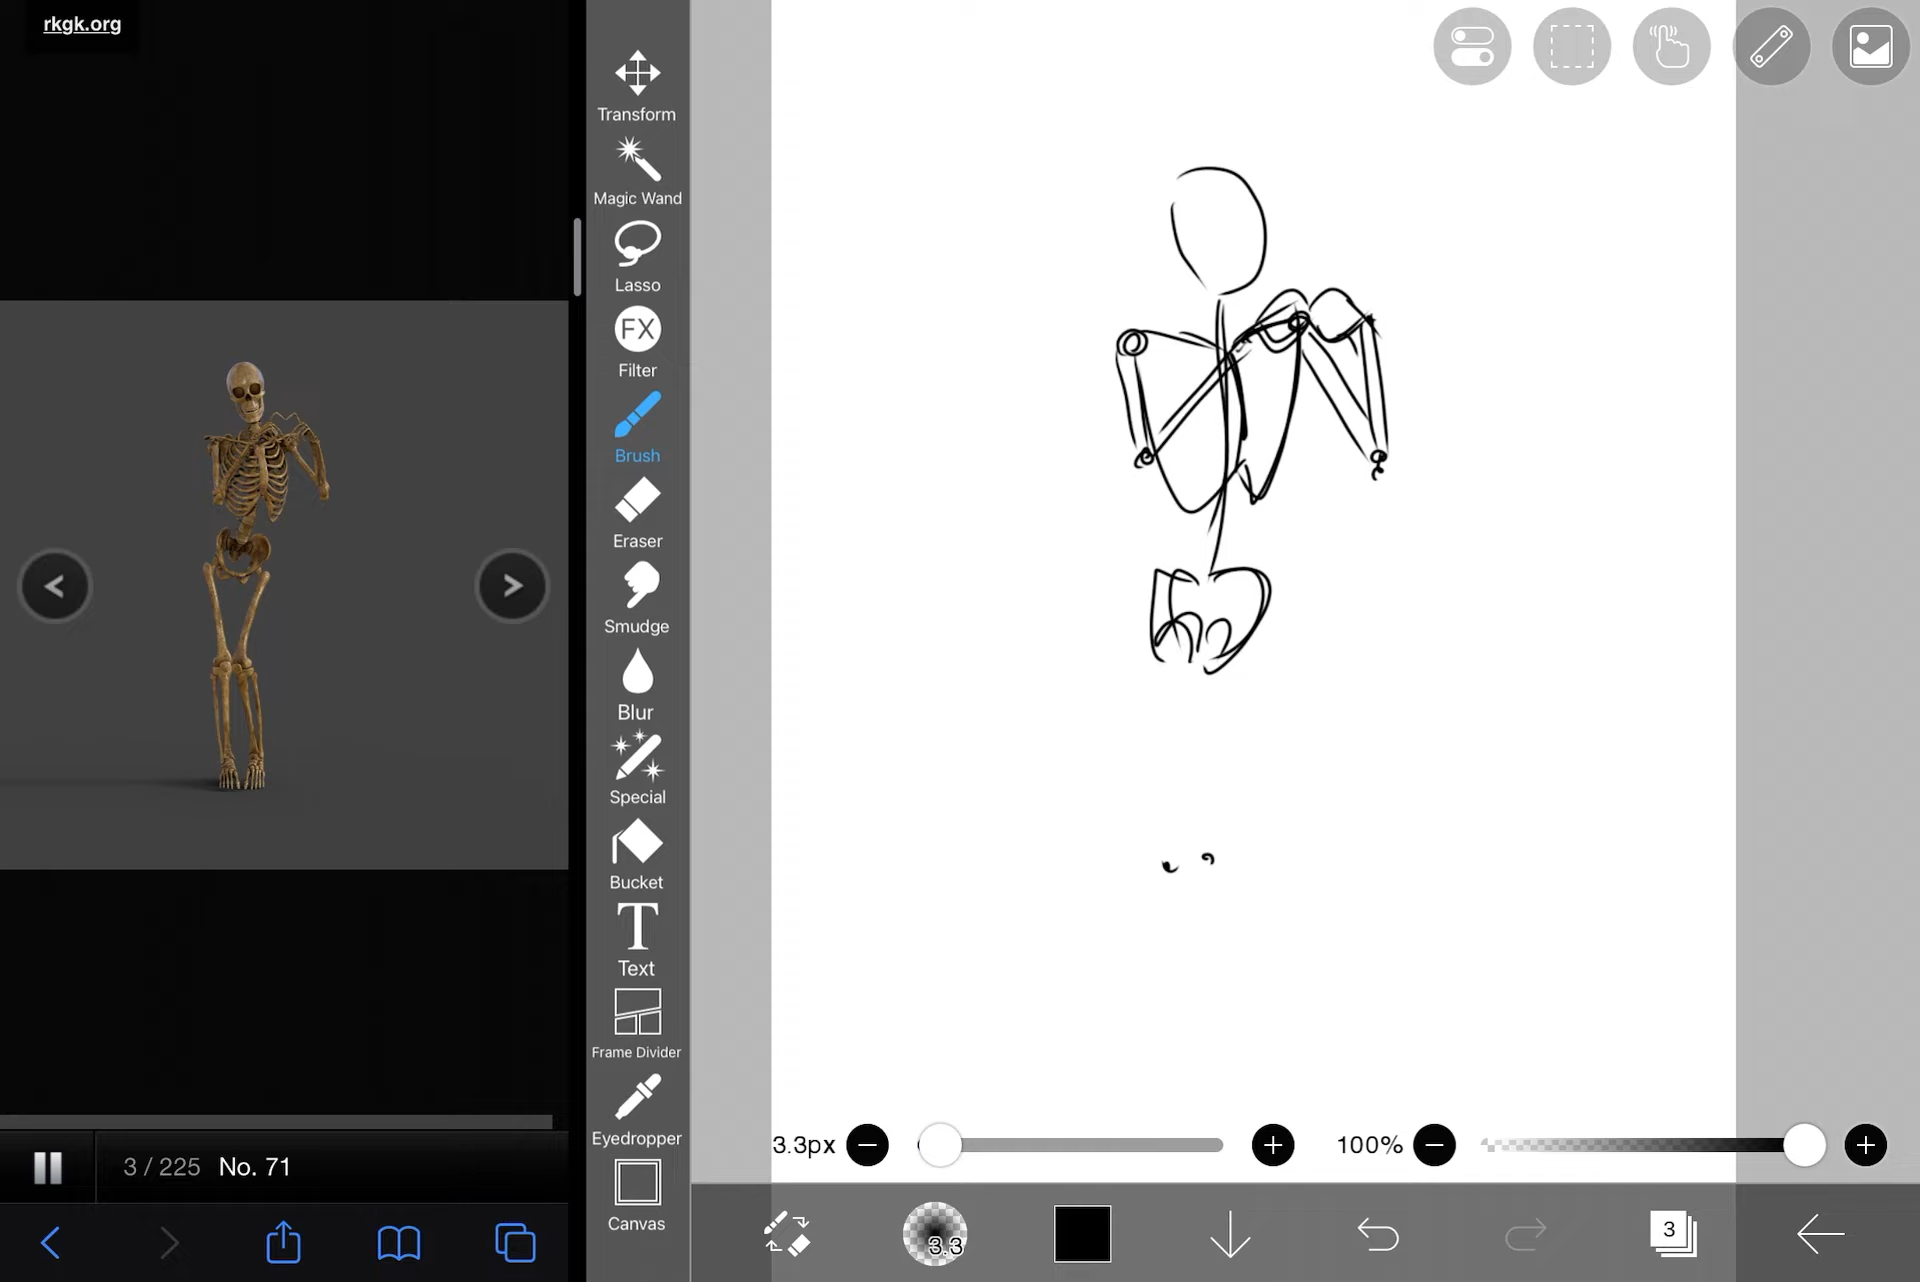 rkgk.org
Transform
Magic Wand
Lasso
FX
Filter
Brush
Eraser
Smudge
Blur
Special
Bucket
T
Text
Frame Divider
Eyedropper
Canvas
3 / 225 No. 71
3.3px
100%
3.3
3